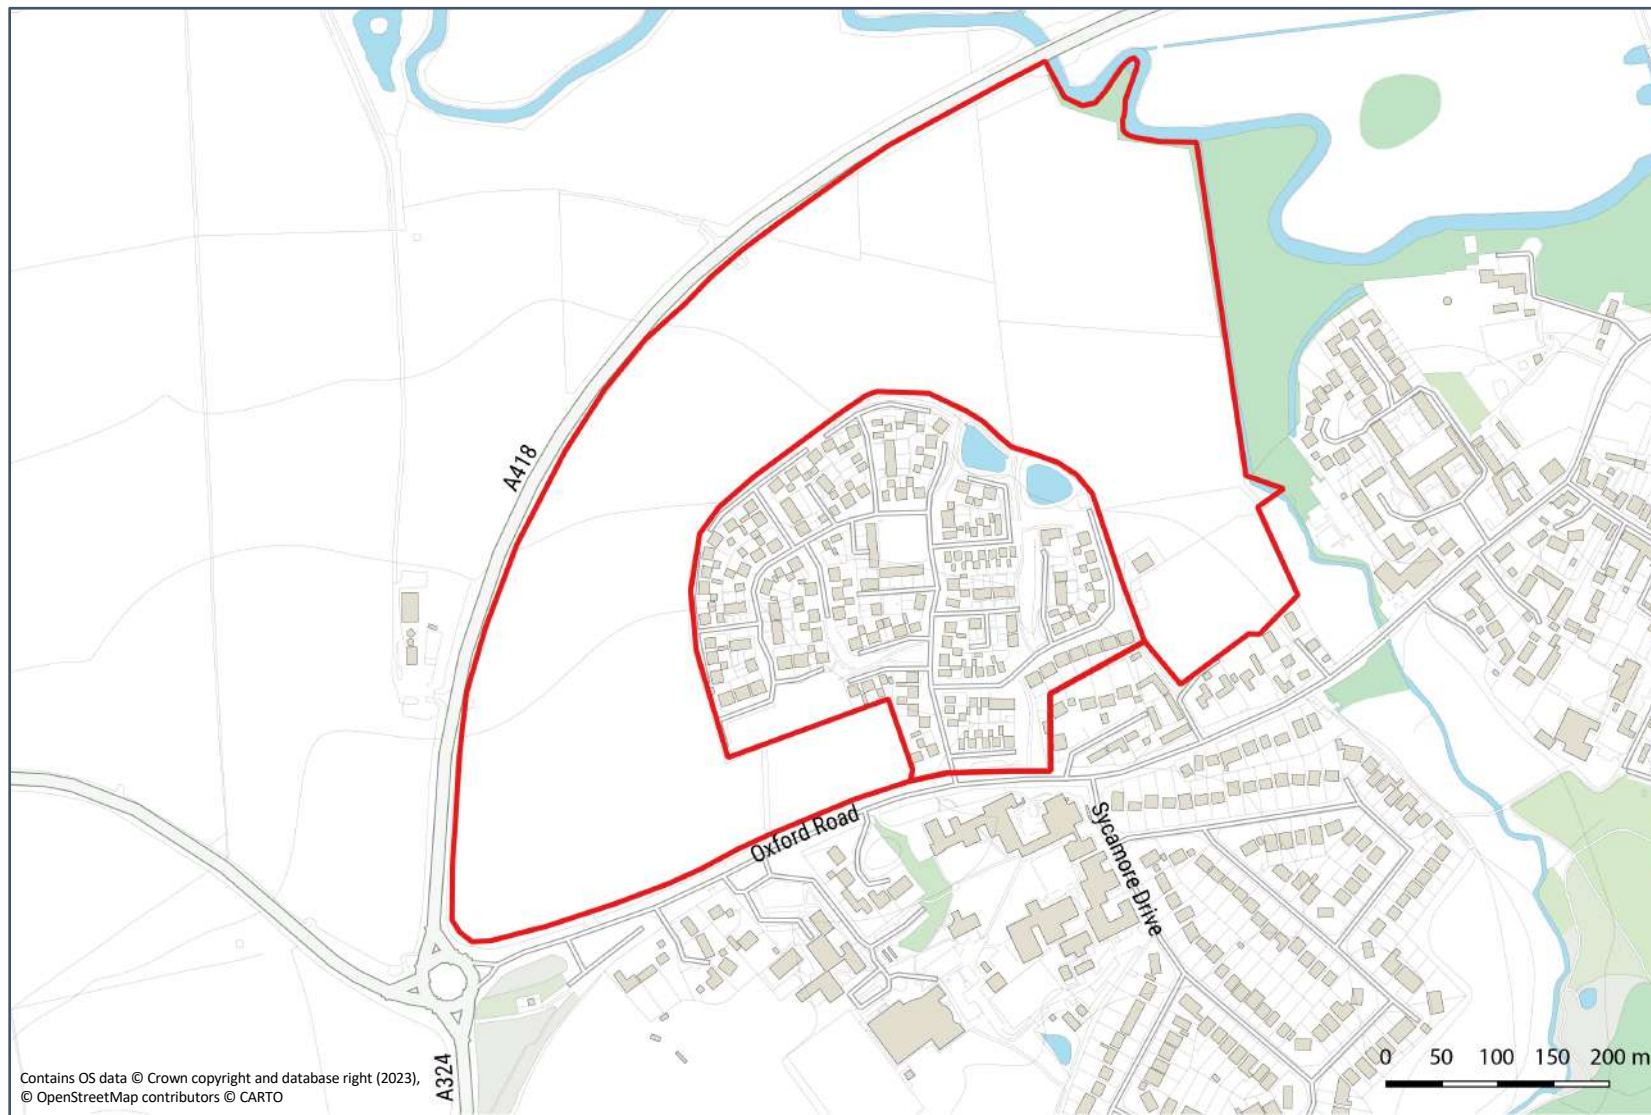 A418
Oxford Road
Sycamore Drive
A324
0 50 100 150 200 m
Contains OS data © Crown copyright and database right (2023),
© OpenStreetMap contributors © CARTO